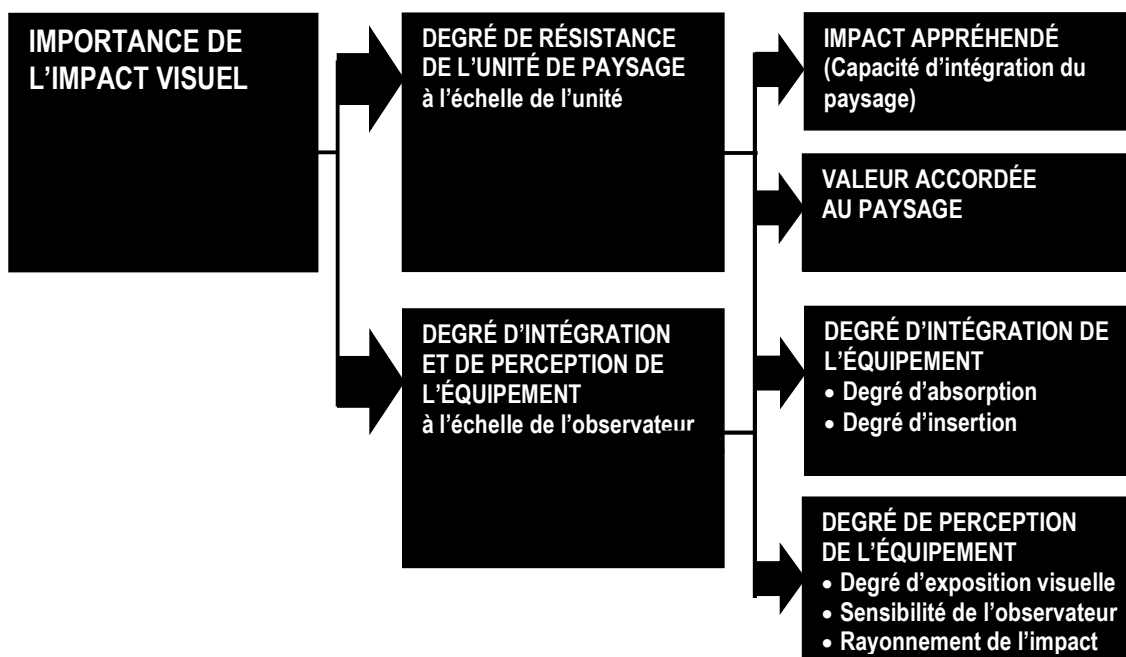 IMPORTANCE DE
L'IMPACT VISUEL
DEGRÉ DE RÉSISTANCE
DE L'UNITÉ DE PAYSAGE
à l'échelle de l'unité
DEGRÉ D'INTÉGRATION
ET DE PERCEPTION DE
L'ÉQUIPEMENT
à l'échelle de l'observateur
IMPACT APPRÉHENDÉ
(Capacité d'intégration du
paysage)
VALEUR ACCORDÉE
AU PAYSAGE
DEGRÉ D'INTÉGRATION DE
L'ÉQUIPEMENT
• Degré d'absorption
• Degré d'insertion
DEGRÉ DE PERCEPTION
DE L'ÉQUIPEMENT
• Degré d'exposition visuelle
• Sensibilité de l'observateur
• Rayonnement de l'impact